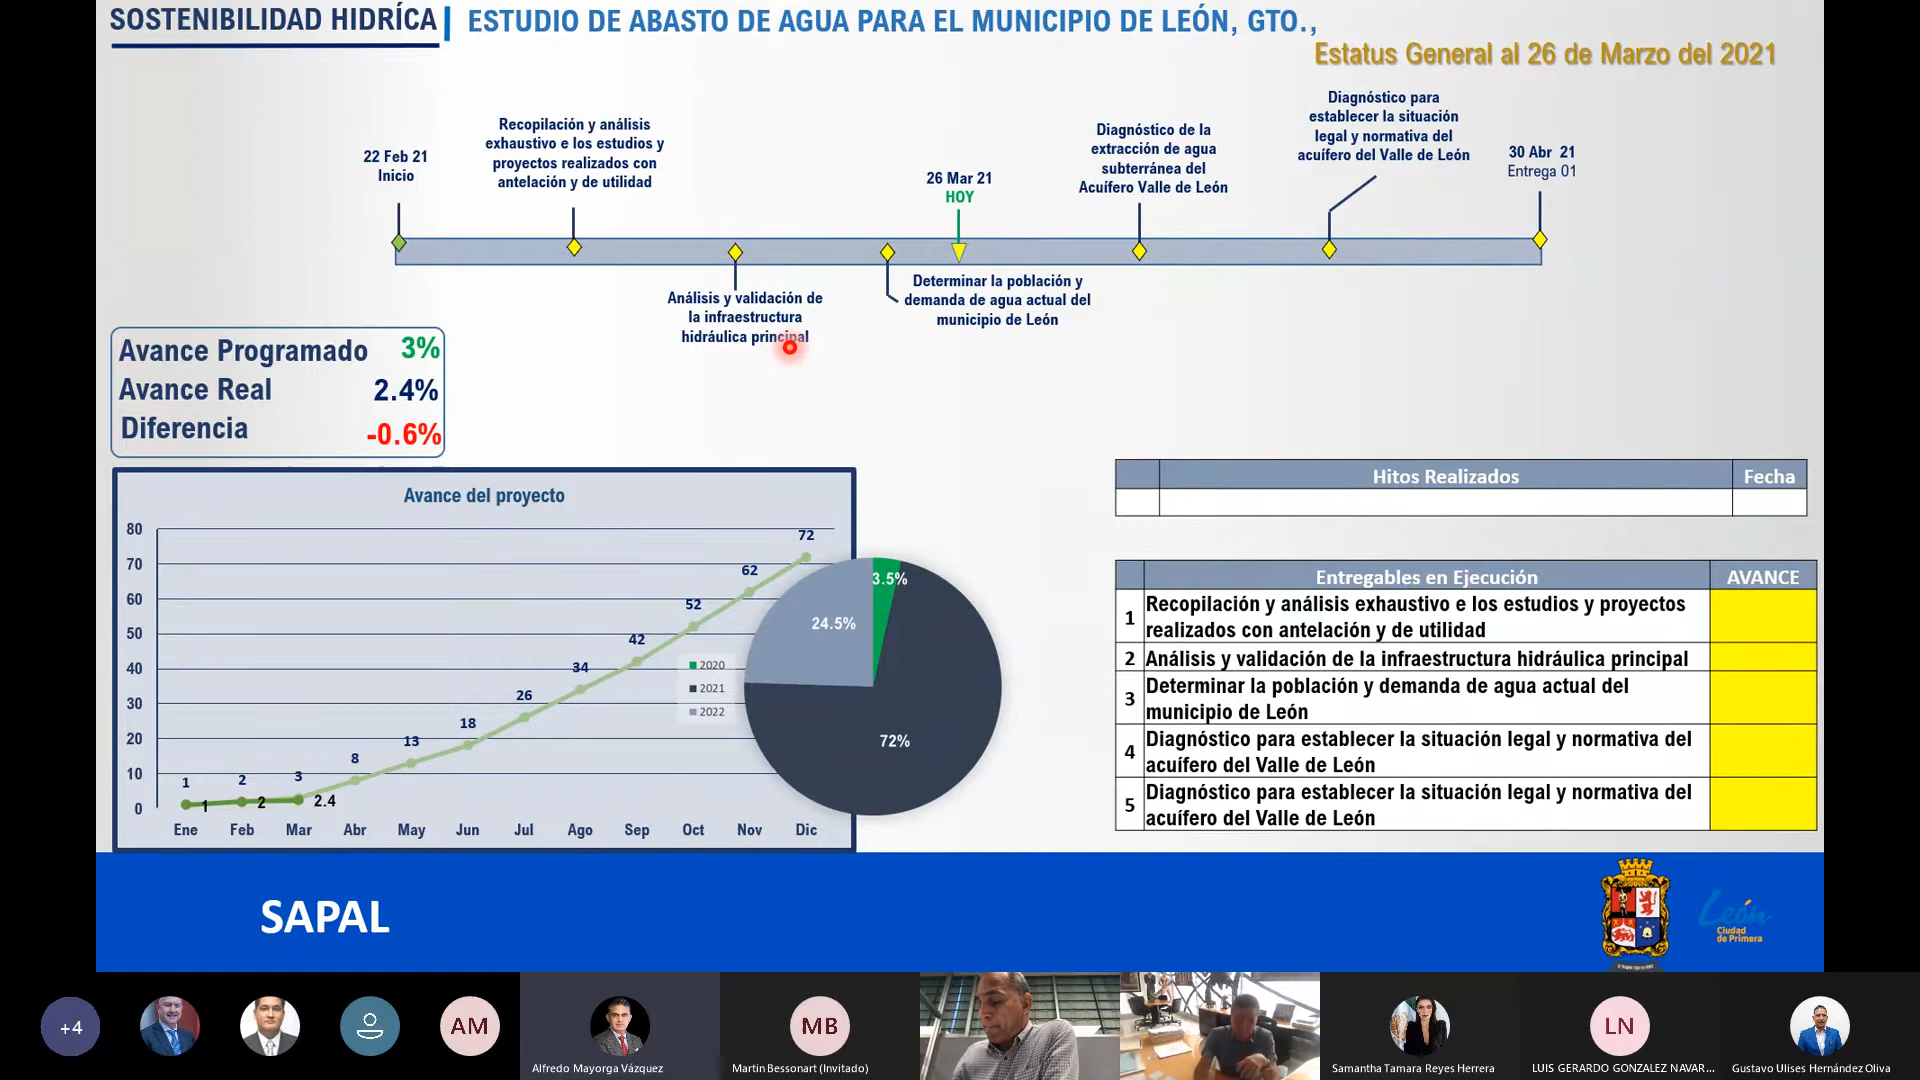 SOSTENIBILIDAD HIDRÍCA
ESTUDIO DE ABASTO DE AGUA PARA EL MUNICIPIO DE LEÓN, GTO.,
Estatus General al 26 de Marzo del 2021
22 Feb 21
Inicio
Recopilación y análisis
exhaustivo e los estudios y
proyectos realizados con
antelación y de utilidad
Análisis y validación de
la infraestructura
hidráulica principal
Determinar la población y
demanda de agua actual del
municipio de León
26 Mar 21
HOY
Diagnóstico de la
extracción de agua
subterránea del
Acuífero Valle de León
Diagnóstico para
establecer la situación
legal y normativa del
acuífero del Valle de León
30 Abr 21
Entrega 01
Avance Programado 3%
Avance Real 2.4%
Diferencia -0.6%
Avance del proyecto
80
70
60
50
40
30
20
10
0
1 2 3 8 13 18 26 34 42 52 62 72
1 2 2.4
Ene Feb Mar Abr May Jun Jul Ago Sep Oct Nov Dic
2020
2021
2022
3.5%
24.5%
72%
Hitos Realizados Fecha
Entregables en Ejecución AVANCE
1 Recopilación y análisis exhaustivo e los estudios y proyectos
realizados con antelación y de utilidad
2 Análisis y validación de la infraestructura hidráulica principal
3 Determinar la población y demanda de agua actual del
municipio de León
4 Diagnóstico para establecer la situación legal y normativa del
acuífero del Valle de León
5 Diagnóstico para establecer la situación legal y normativa del
acuífero del Valle de León
SAPAL
León
Ciudad
de Primera
+4
AM
Alfredo Mayorga Vázquez
MB
Martin Bessonart (Invitado)
Samantha Tamara Reyes Herrera
LN
LUIS GERARDO GONZALEZ NAVAR...
Gustavo Ulises Hernández Oliva